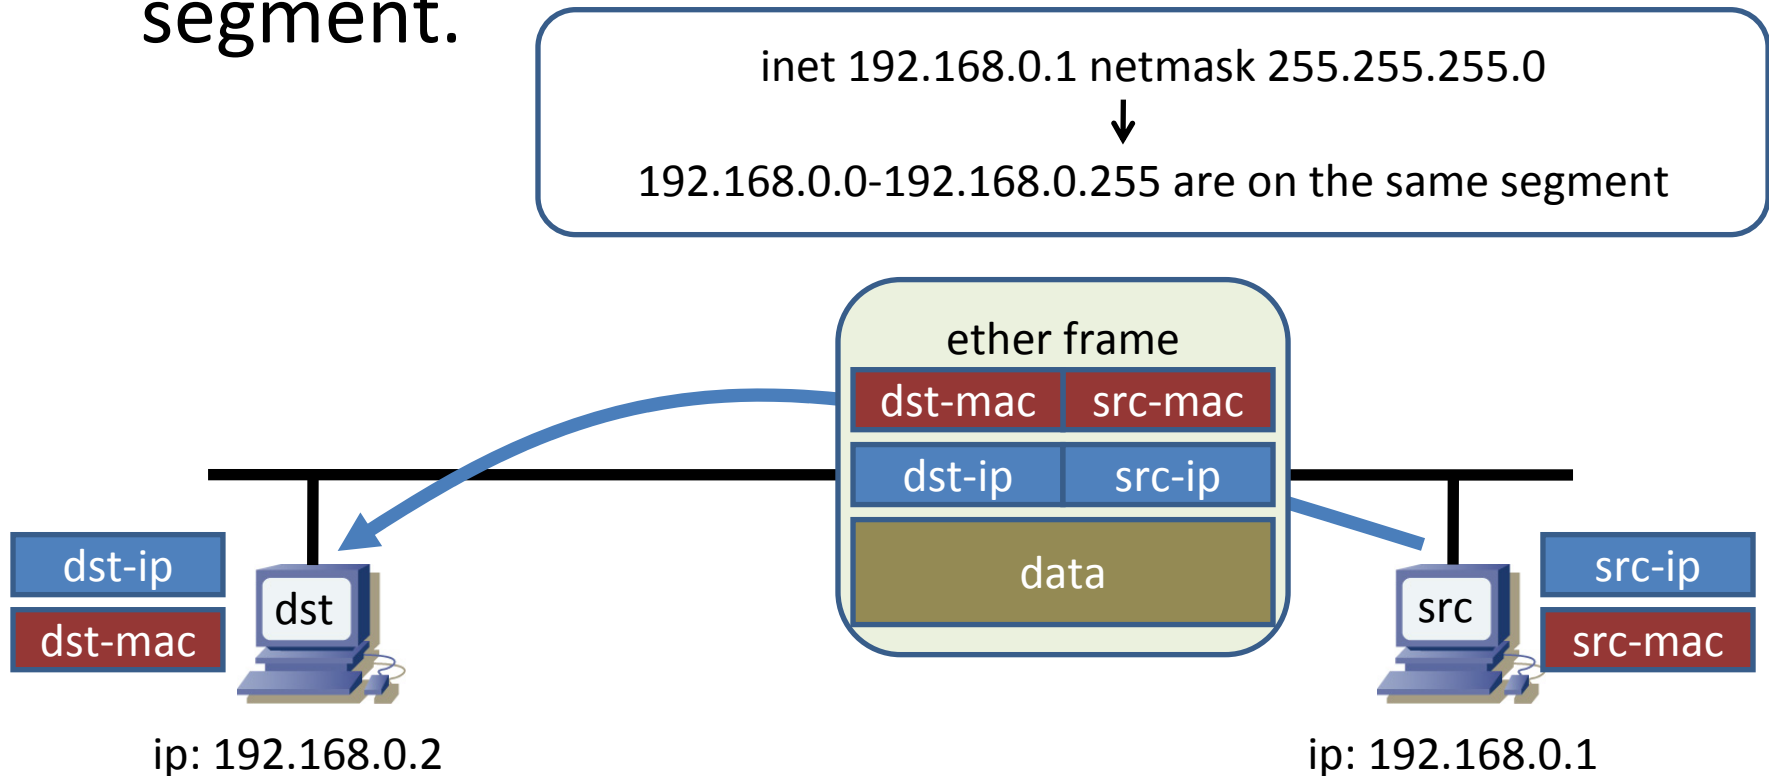 segment.
inet 192.168.0.1 netmask 255.255.255.0
192.168.0.0-192.168.0.255 are on the same segment
ether frame
dst-mac src-mac
dst-ip src-ip
data
dst-ip
dst-mac
dst
src
src-ip
src-mac
ip: 192.168.0.2
ip: 192.168.0.1